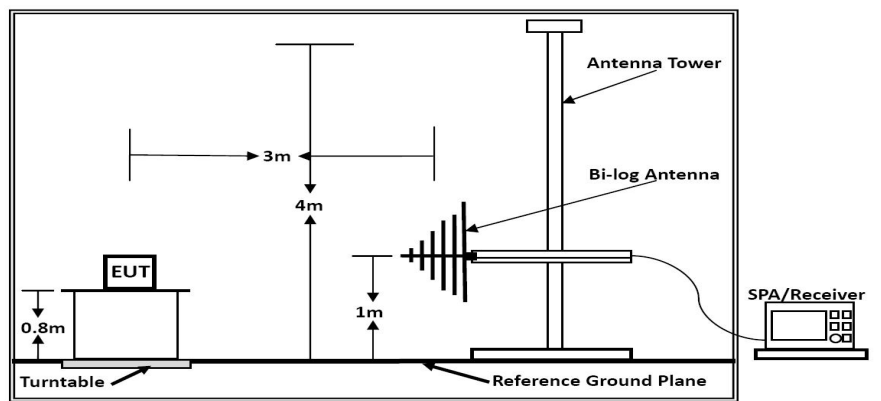 Antenna Tower
3m
Bi-log Antenna
4m
EUT
SPA/Receiver
0.8m
1m
Turntable
Reference Ground Plane